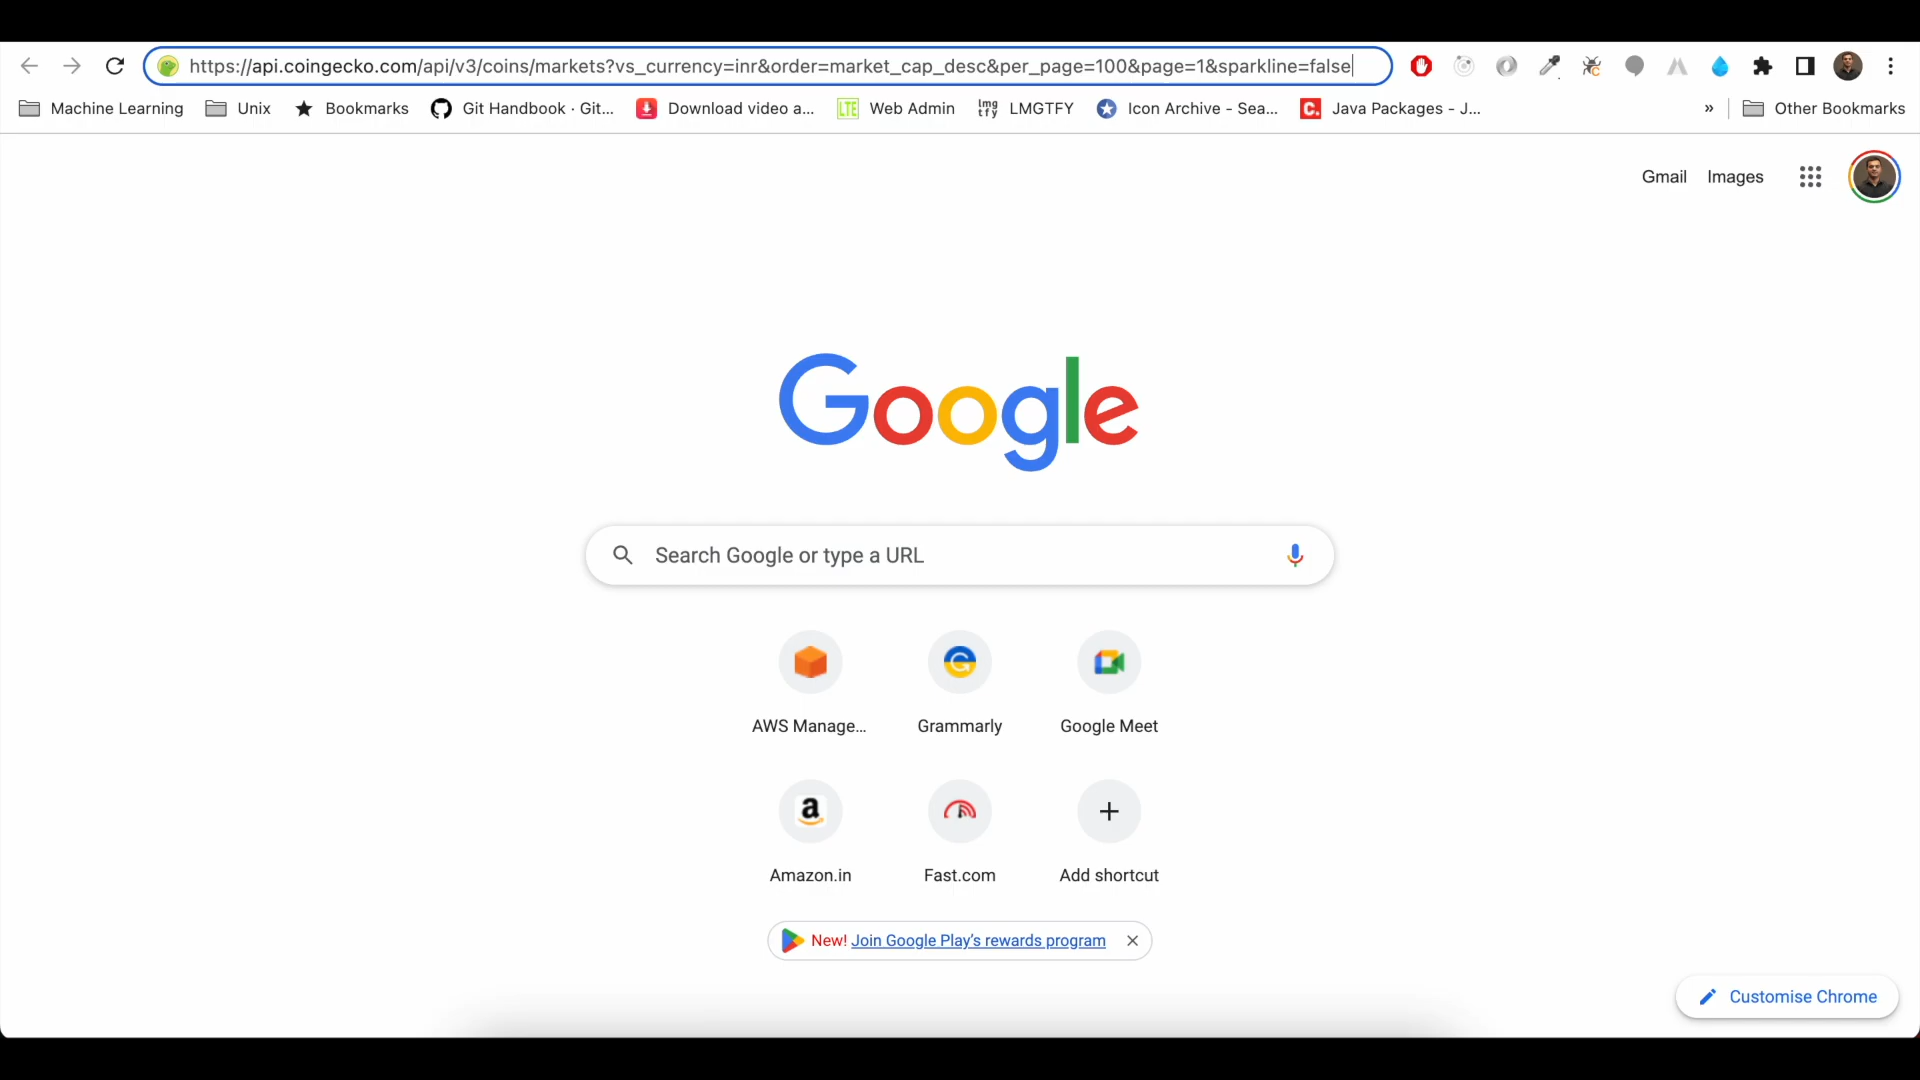 https://api.coingecko.com/api/v3/coins/markets?vs_currency=inr&order=market_cap_desc&per_page=100&page=1&sparkline=false
Machine Learning Unix Bookmarks Git Handbook · Git... Download video a... LTE Web Admin lmg tfy LMGTFY Icon Archive - Sea... C. Java Packages - J... » Other Bookmarks
Gmail Images
Google
Search Google or type a URL
AWS Manage... Grammarly Google Meet
Amazon.in Fast.com Add shortcut
New! Join Google Play's rewards program
Customise Chrome